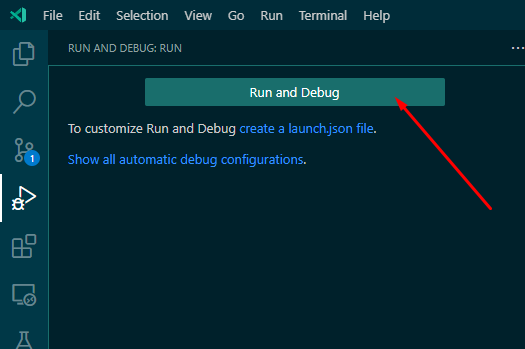 File Edit Selection View Go Run Terminal Help
RUN AND DEBUG: RUN ...
Run and Debug
To customize Run and Debug create a launch.json file.
1
Show all automatic debug configurations.